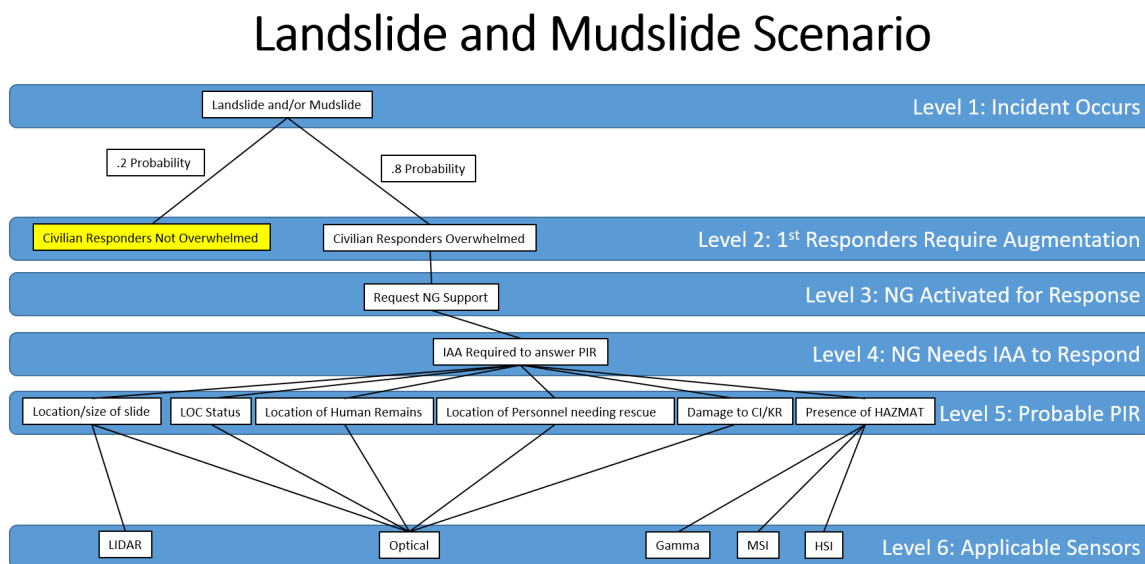 Landslide and Mudslide Scenario
Landslide and/or Mudslide
Level 1: Incident Occurs
.2 Probability
.8 Probability
Civilian Responders Not Overwhelmed
Civilian Responders Overwhelmed
Level 2: 1st Responders Require Augmentation
Request NG Support
Level 3: NG Activated for Response
IAA Required to answer PIR
Level 4: NG Needs IAA to Respond
Location/size of slide
LOC Status
Location of Human Remains
Location of Personnel needing rescue
Damage to CI/KR
Presence of HAZMAT
Level 5: Probable PIR
LIDAR
Optical
Gamma
MSI
HSI
Level 6: Applicable Sensors